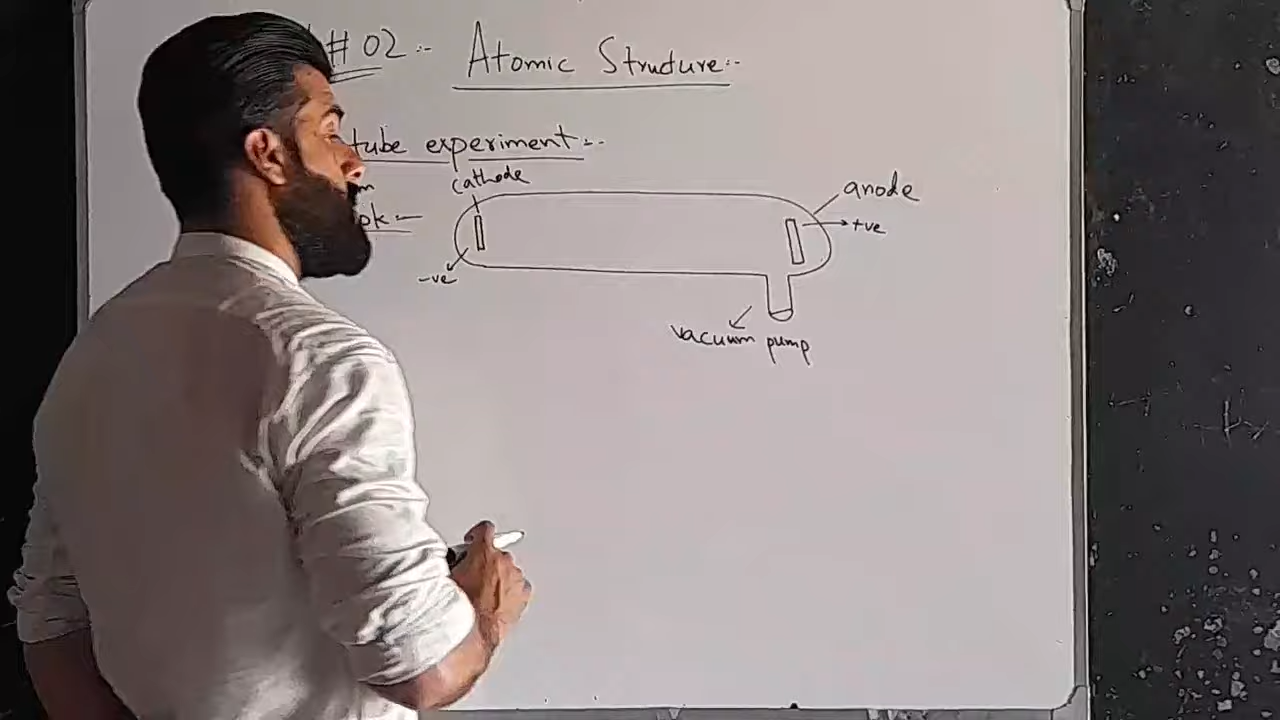 # 02:- Atomic Structure:-
tube experiment:-
cathode
anode
+ve
-ve
vacuum pump